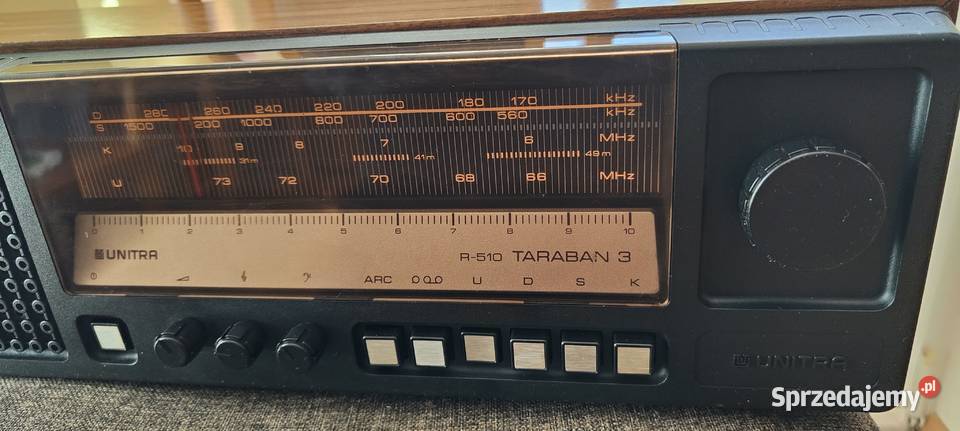 D 280 260 240 220 200 180 170 kHz
S 1500 200 1000 800 700 600 560 kHz
K 10 9 8 7 6 MHz
31m 41m 49m
U 73 72 70 68 66 MHz
1 0 1 2 3 4 5 6 7 8 9 10
UNITRA R-510 TARABAN 3
ARC U D S K
UNITRA
Sprzedajemy.pl